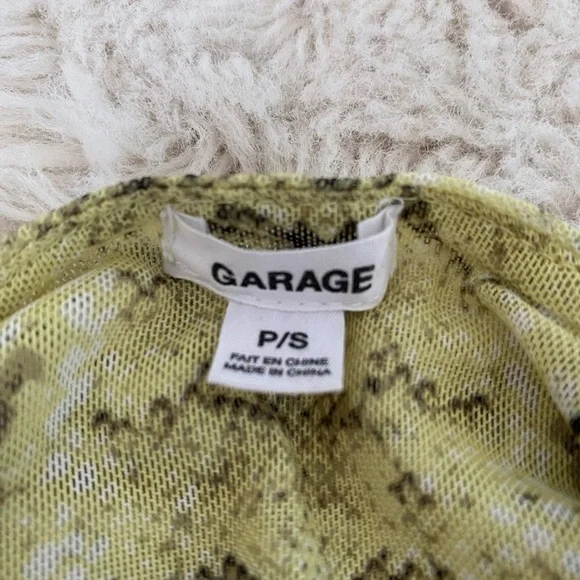 GARAGE
P/S
FAIT EN CHINE
MADE IN CHINA